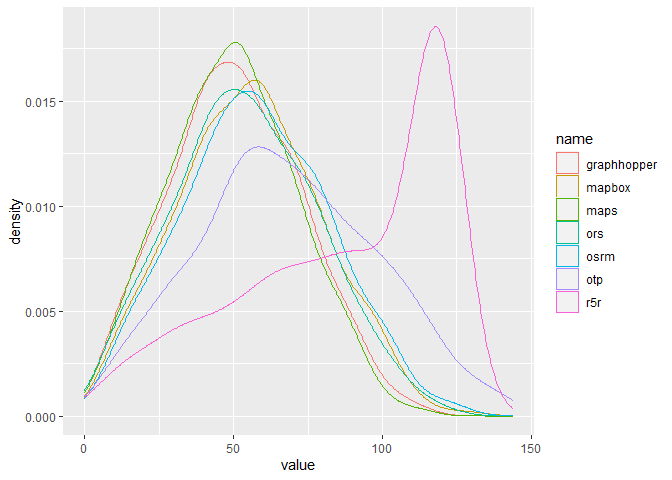 0.015
0.010
0.005
0.000
density
0
50
100
150
value
name
graphhopper
mapbox
maps
ors
osrm
otp
r5r